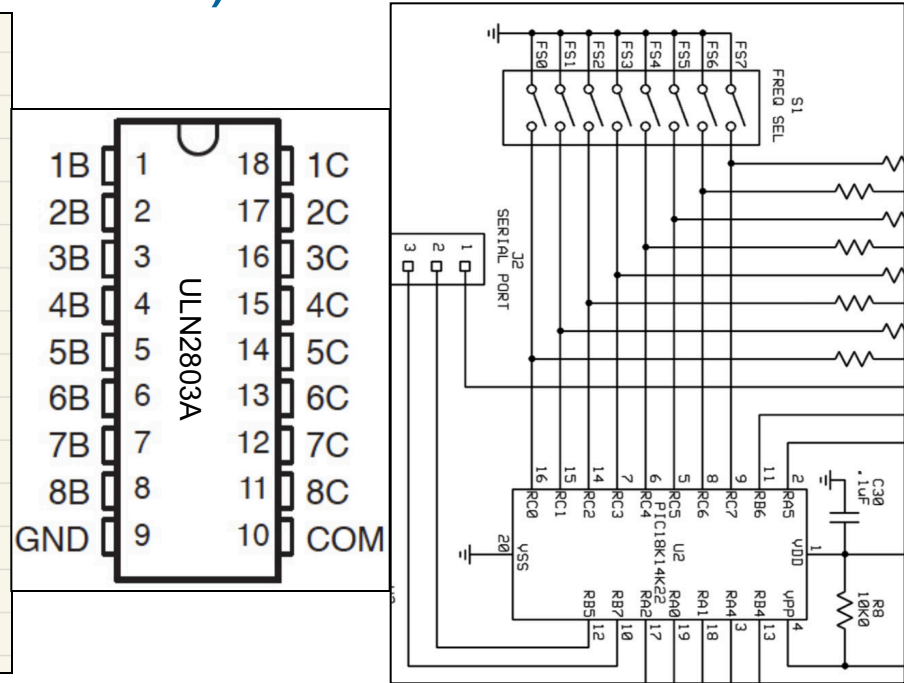 1B 1 18 1C
2B 2 17 2C
3B 3 16 3C
4B 4 15 4C
5B 5 14 5C
6B 6 13 6C
7B 7 12 7C
8B 8 11 8C
GND 9 10 COM
ULN2803A
FS0 FS1 FS2 FS3 FS4 FS5 FS6 FS7
S1
FREQ SEL
J2
SERIAL PORT
3 2 1
16 15 14 7 6 5 8 9 11 2
RC0 RC1 RC2 RC3 RC4 RC5 RC6 RC7 RB6 RA5
C30
.1uF
U2
PIC18K14K22
20 VSS
VDD 1
R8
10K0
RB5 RB7 RA2 RA0 RA1 RA4 RB4 VPP
12 10 17 19 18 3 13 4